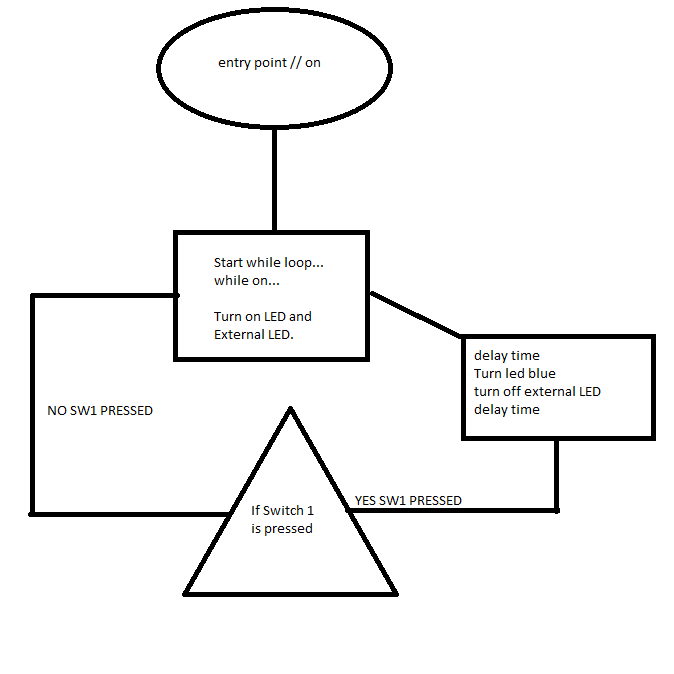 entry point // on
Start while loop...
while on...
Turn on LED and
External LED.
delay time
Turn led blue
turn off external LED
delay time
NO SW1 PRESSED
YES SW1 PRESSED
If Switch 1
is pressed